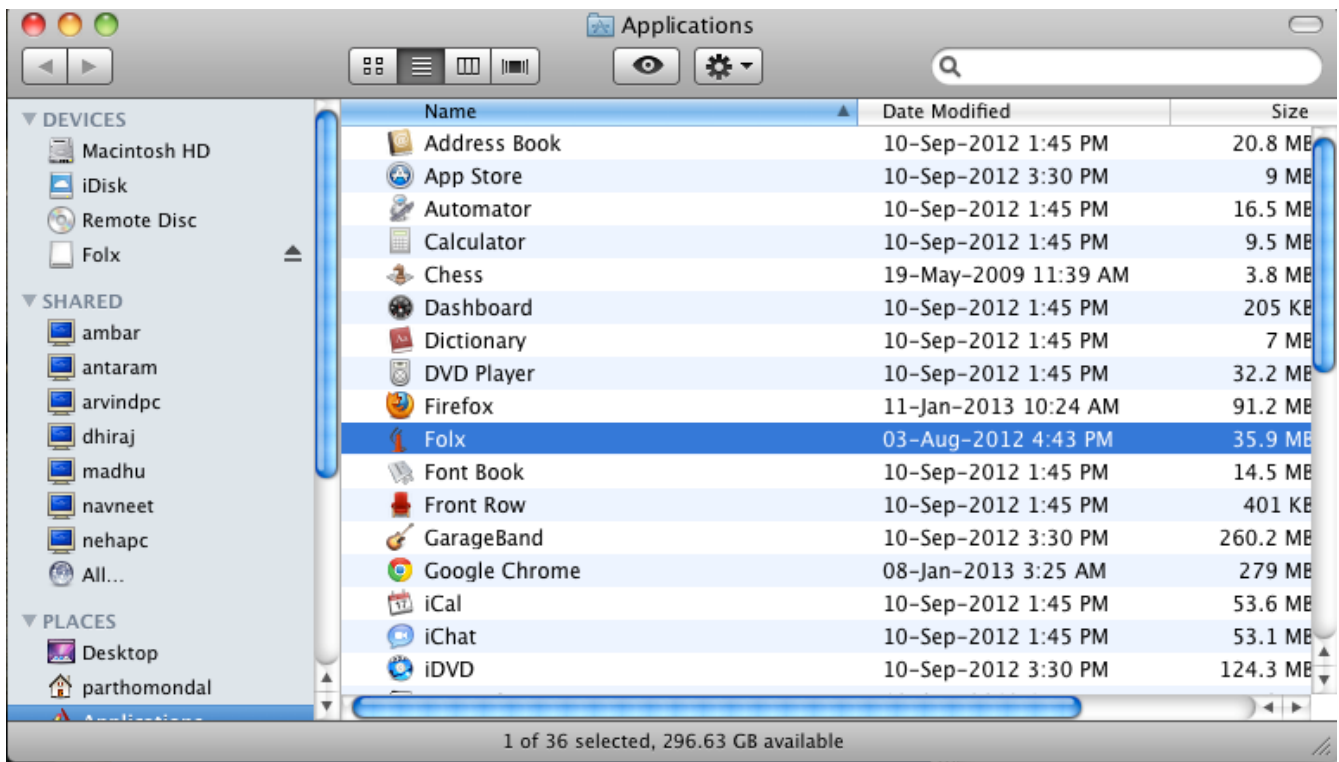 Applications
Name Date Modified Size
DEVICES
Macintosh HD
iDisk
Remote Disc
Folx
SHARED
ambar
antaram
arvindpc
dhiraj
madhu
navneet
nehapc
All...
PLACES
Desktop
parthomondal
Applications
Address Book 10-Sep-2012 1:45 PM 20.8 MB
App Store 10-Sep-2012 3:30 PM 9 MB
Automator 10-Sep-2012 1:45 PM 16.5 MB
Calculator 10-Sep-2012 1:45 PM 9.5 MB
Chess 19-May-2009 11:39 AM 3.8 MB
Dashboard 10-Sep-2012 1:45 PM 205 KB
Dictionary 10-Sep-2012 1:45 PM 7 MB
DVD Player 10-Sep-2012 1:45 PM 32.2 MB
Firefox 11-Jan-2013 10:24 AM 91.2 MB
Folx 03-Aug-2012 4:43 PM 35.9 MB
Font Book 10-Sep-2012 1:45 PM 14.5 MB
Front Row 10-Sep-2012 1:45 PM 401 KB
GarageBand 10-Sep-2012 3:30 PM 260.2 MB
Google Chrome 08-Jan-2013 3:25 AM 279 MB
iCal 10-Sep-2012 1:45 PM 53.6 MB
iChat 10-Sep-2012 1:45 PM 53.1 MB
iDVD 10-Sep-2012 3:30 PM 124.3 MB
1 of 36 selected, 296.63 GB available